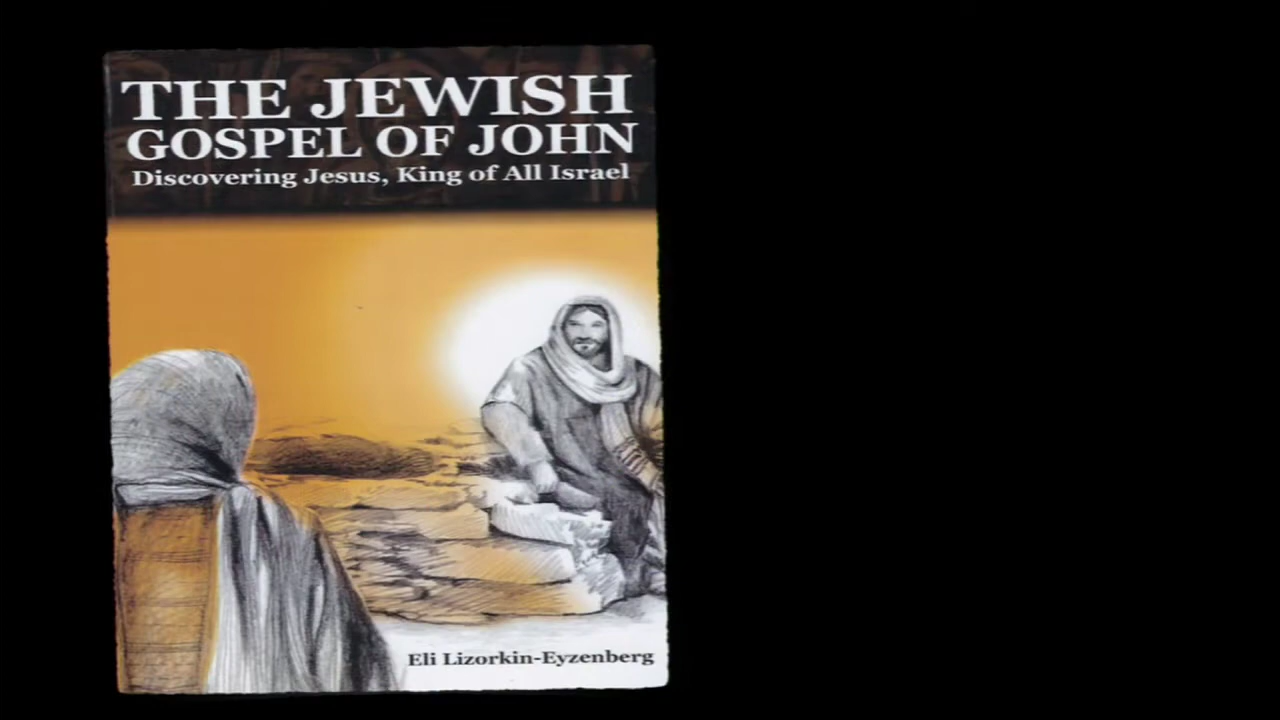 THE JEWISH
GOSPEL OF JOHN
Discovering Jesus, King of All Israel
Eli Lizorkin-Eyzenberg